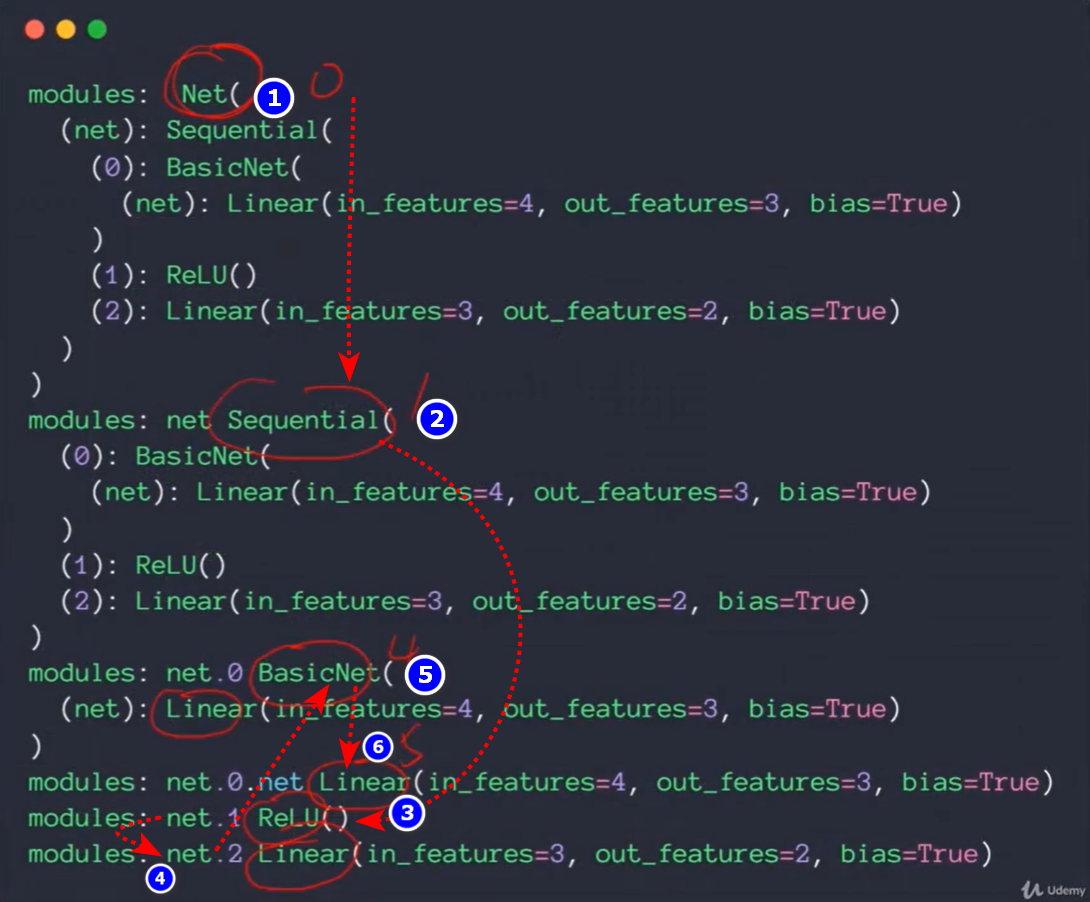 modules:  Net( 1 0
  (net): Sequential(
    (0): BasicNet(
      (net): Linear(in_features=4, out_features=3, bias=True)
    )
    (1): ReLU()
    (2): Linear(in_features=3, out_features=2, bias=True)
  )
)
modules: net Sequential( 1 2
  (0): BasicNet(
    (net): Linear(in_features=4, out_features=3, bias=True)
  )
  (1): ReLU()
  (2): Linear(in_features=3, out_features=2, bias=True)
)
modules: net.0 BasicNet( 4 5
  (net): Linear(in_features=4, out_features=3, bias=True)
)
6 5
modules: net.0.net Linear(in_features=4, out_features=3, bias=True)
modules: net.1 ReLU() 3
modules: net.2 Linear(in_features=3, out_features=2, bias=True)
4
Udemy